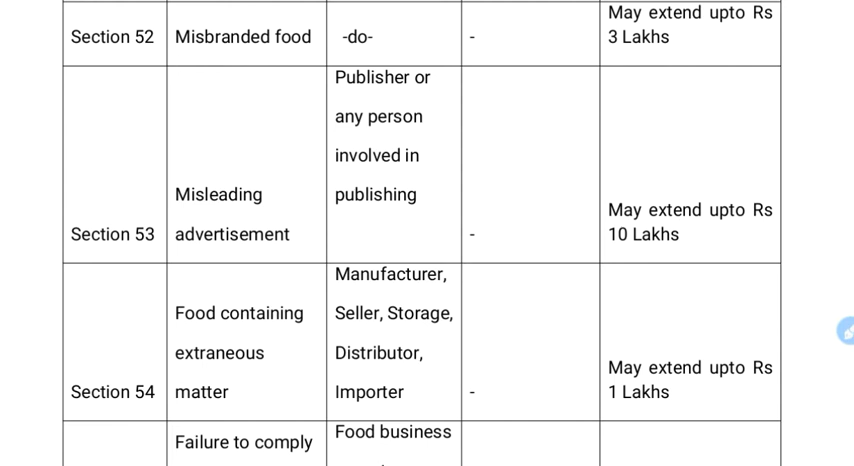 May extend upto Rs
Section 52 Misbranded food -do- - 3 Lakhs
Publisher or
any person
involved in
Misleading publishing
May extend upto Rs
Section 53 advertisement - 10 Lakhs
Manufacturer,
Food containing Seller, Storage,
extraneous Distributor,
May extend upto Rs
Section 54 matter Importer - 1 Lakhs
Food business
Failure to comply